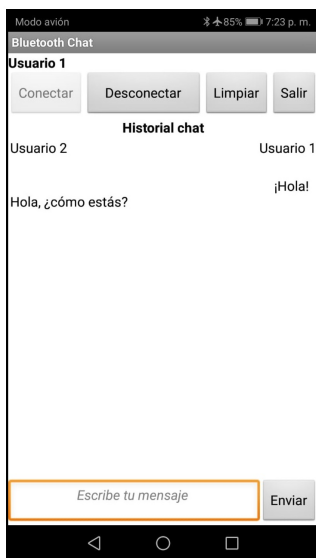 Modo avión 85% 7:23 p. m.
Bluetooth Chat
Usuario 1
Conectar Desconectar Limpiar Salir
Historial chat
Usuario 2 Usuario 1
¡Hola!
Hola, ¿cómo estás?
Escribe tu mensaje Enviar